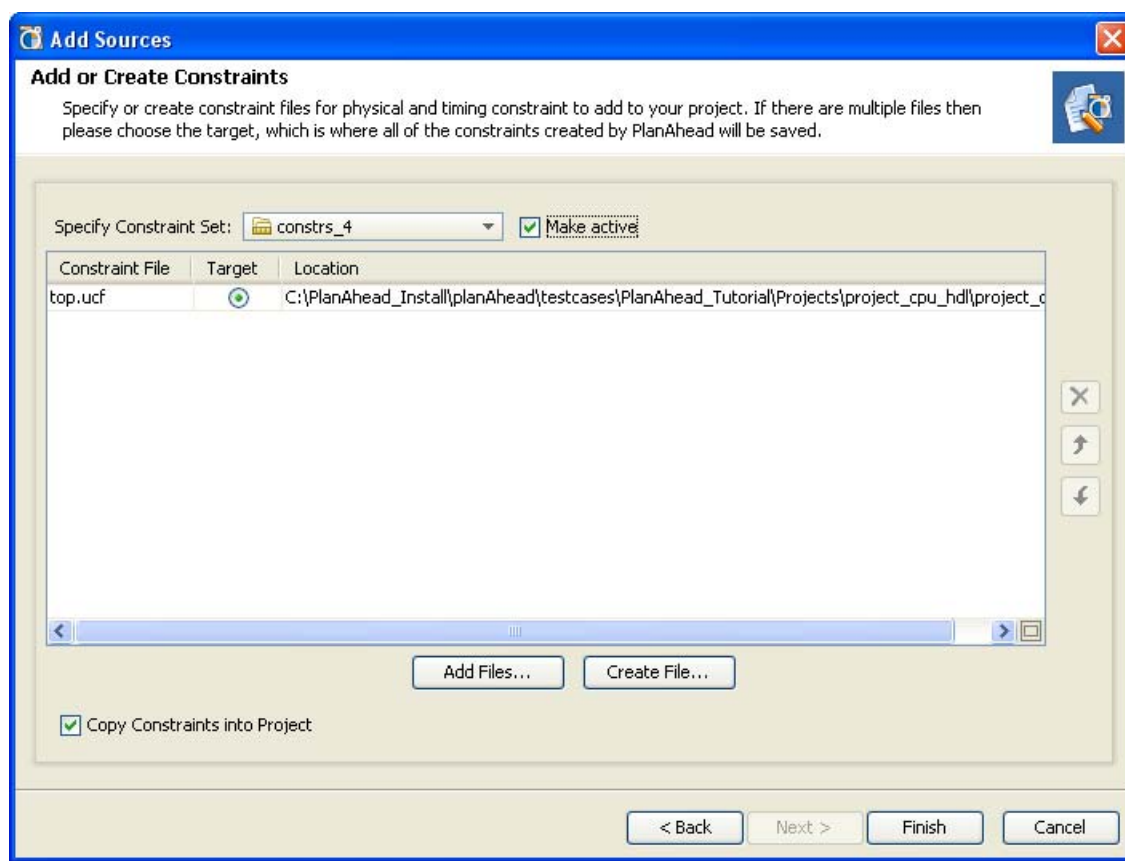 Add Sources
Add or Create Constraints
Specify or create constraint files for physical and timing constraint to add to your project. If there are multiple files then
please choose the target, which is where all of the constraints created by PlanAhead will be saved.
Specify Constraint Set: constrs_4 Make active
Constraint File Target Location
top.ucf C:\PlanAhead_Install\planAhead\testcases\PlanAhead_Tutorial\Projects\project_cpu_hdl\project_c
Add Files... Create File...
Copy Constraints into Project
< Back Next > Finish Cancel